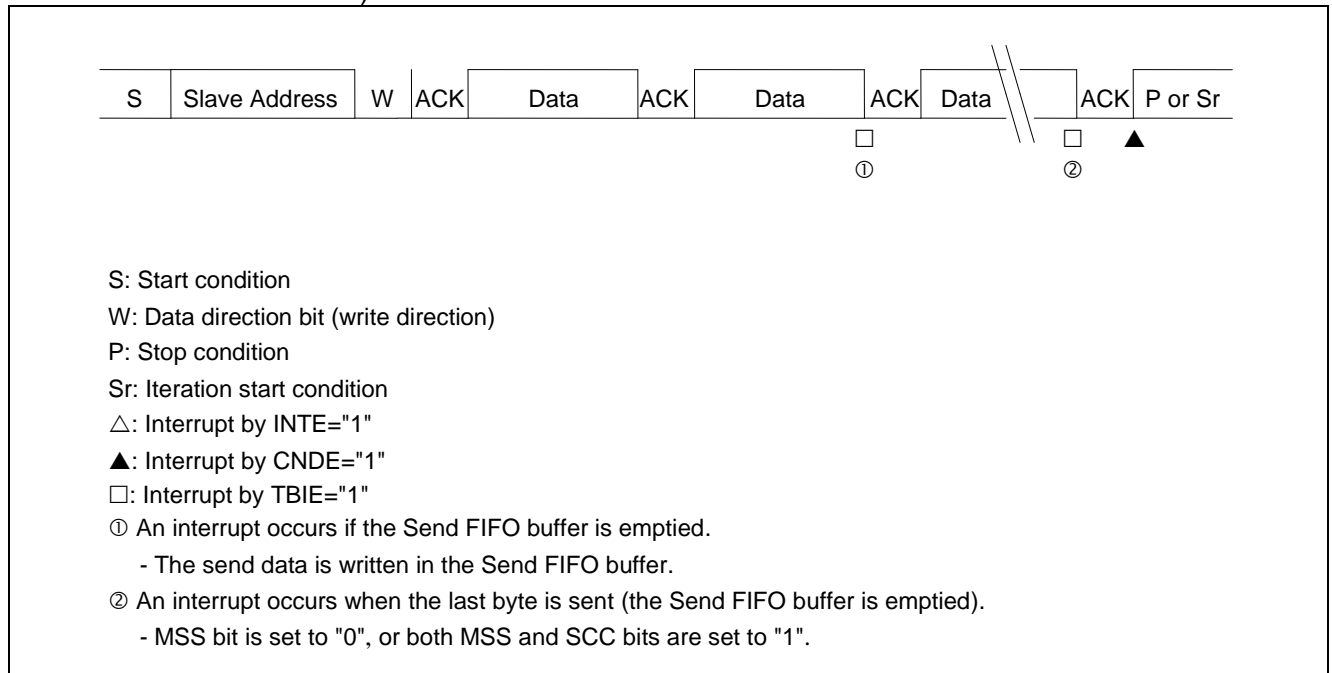 S Slave Address W ACK Data ACK Data ACK Data ACK P or Sr
□ □ ▲
① ②
S: Start condition
W: Data direction bit (write direction)
P: Stop condition
Sr: Iteration start condition
△: Interrupt by INTE="1"
▲: Interrupt by CNDE="1"
□: Interrupt by TBIE="1"
① An interrupt occurs if the Send FIFO buffer is emptied.
- The send data is written in the Send FIFO buffer.
② An interrupt occurs when the last byte is sent (the Send FIFO buffer is emptied).
- MSS bit is set to "0", or both MSS and SCC bits are set to "1".